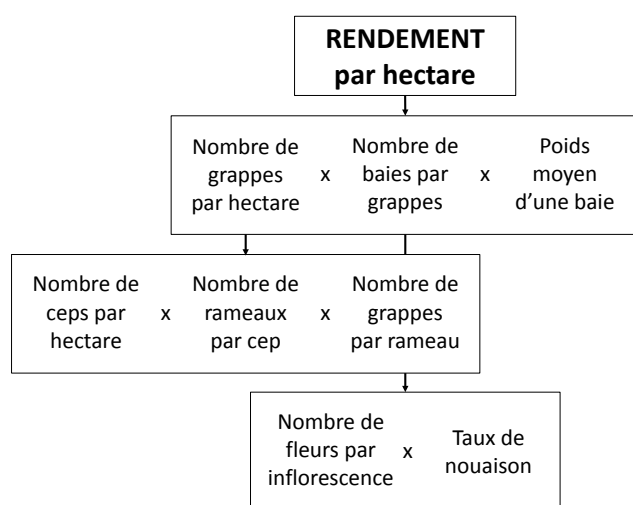 RENDEMENT
par hectare
Nombre de
grappes
par hectare
x
Nombre de
baies par
grappes
x
Poids
moyen
d'une baie
Nombre de
ceps par
hectare
x
Nombre de
rameaux
par cep
x
Nombre de
grappes
par rameau
Nombre de
fleurs par
inflorescence
x
Taux de
nouaison